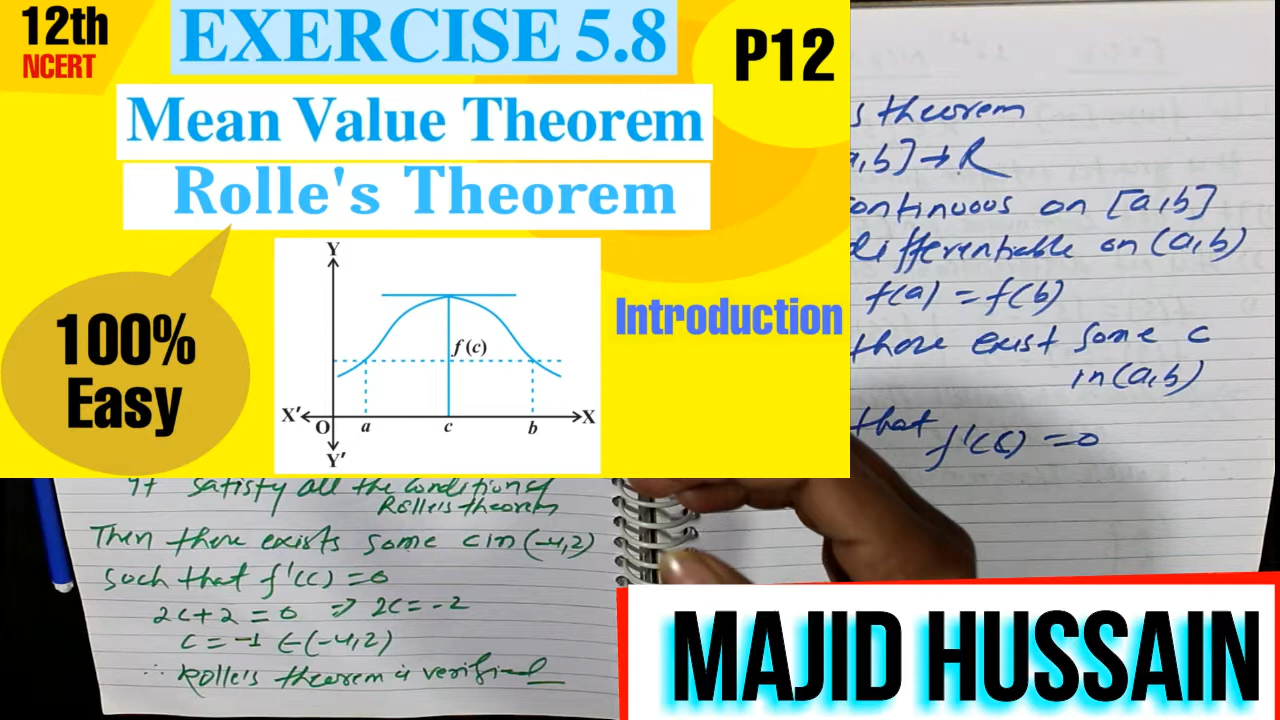 12th
NCERT
EXERCISE 5.8
P12
Mean Value Theorem
Rolle's Theorem
100%
Easy
Introduction
Y
f (c)
X′
O
a
c
b
X
Y′
s theorem
a,b] → R
ontinuous on [a,b]
differentiable on (a,b)
f(a) = f(b)
there exist some c
in (a,b)
that f'(c) = 0
It satisfy all the condition of
Rolle's theorem
Then there exists some c in (-4,2)
such that f'(c) = 0
2c+2 = 0 ⇒ 2c = -2
c = -1 ∈ (-4,2)
∴ Rolle's theorem is verified
MAJID HUSSAIN